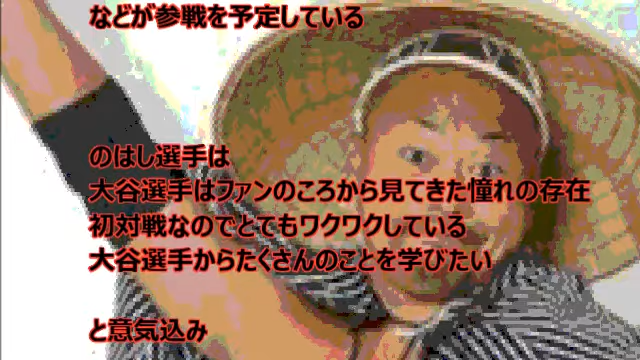 などが参戦を予定している
のはし選手は
大谷選手はファンのころから見てきた憧れの存在
初対戦なのでとてもワクワクしている
大谷選手からたくさんのことを学びたい
と意気込み